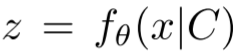 z = f_θ(x|C)